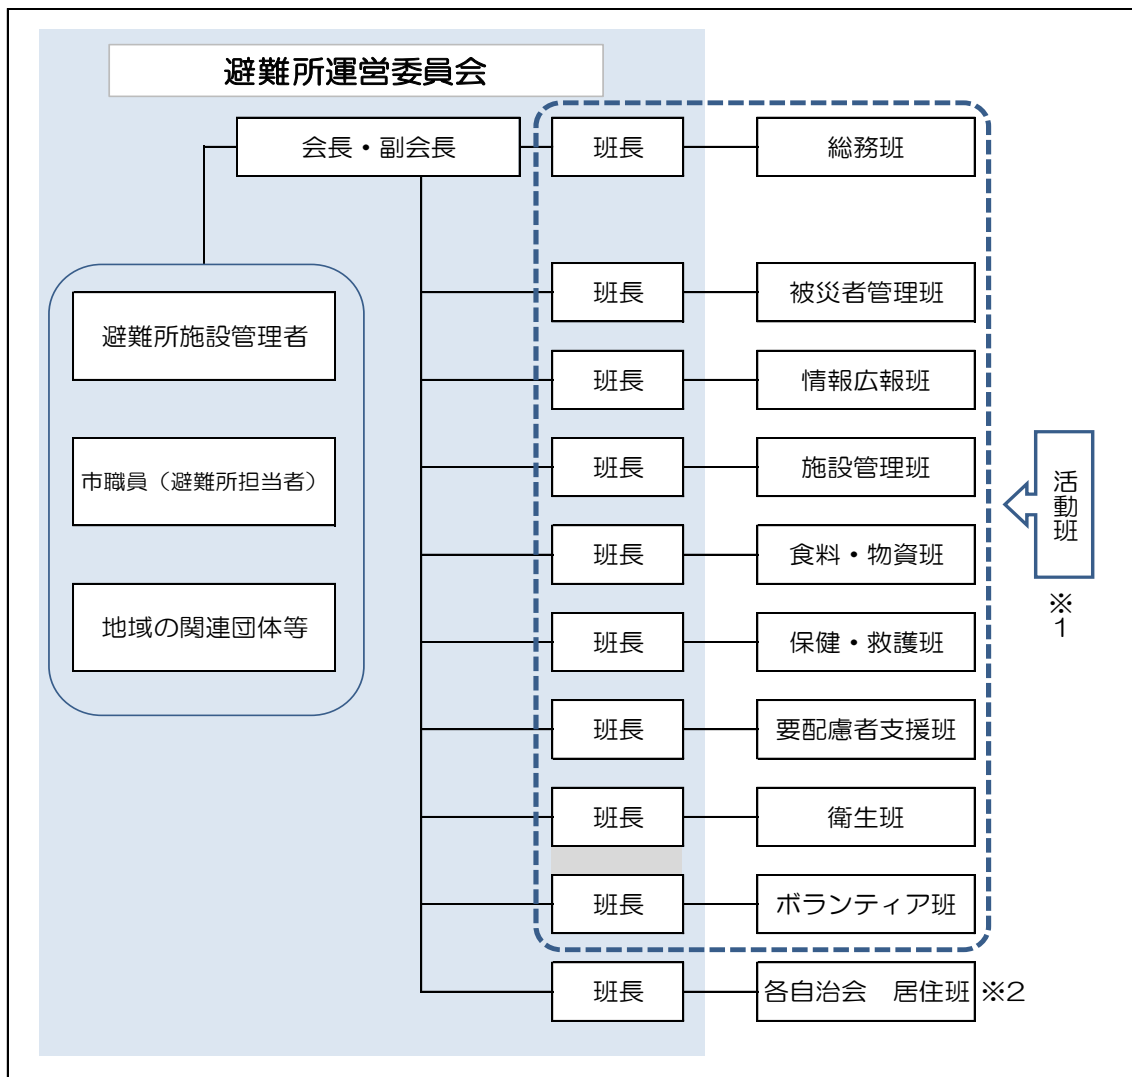 避難所運営委員会
会長・副会長
班長
総務班
避難所施設管理者
市職員（避難所担当者）
地域の関連団体等
班長
被災者管理班
班長
情報広報班
班長
施設管理班
班長
食料・物資班
班長
保健・救護班
班長
要配慮者支援班
班長
衛生班
班長
ボランティア班
班長
各自治会　居住班 ※2
活動班
※1